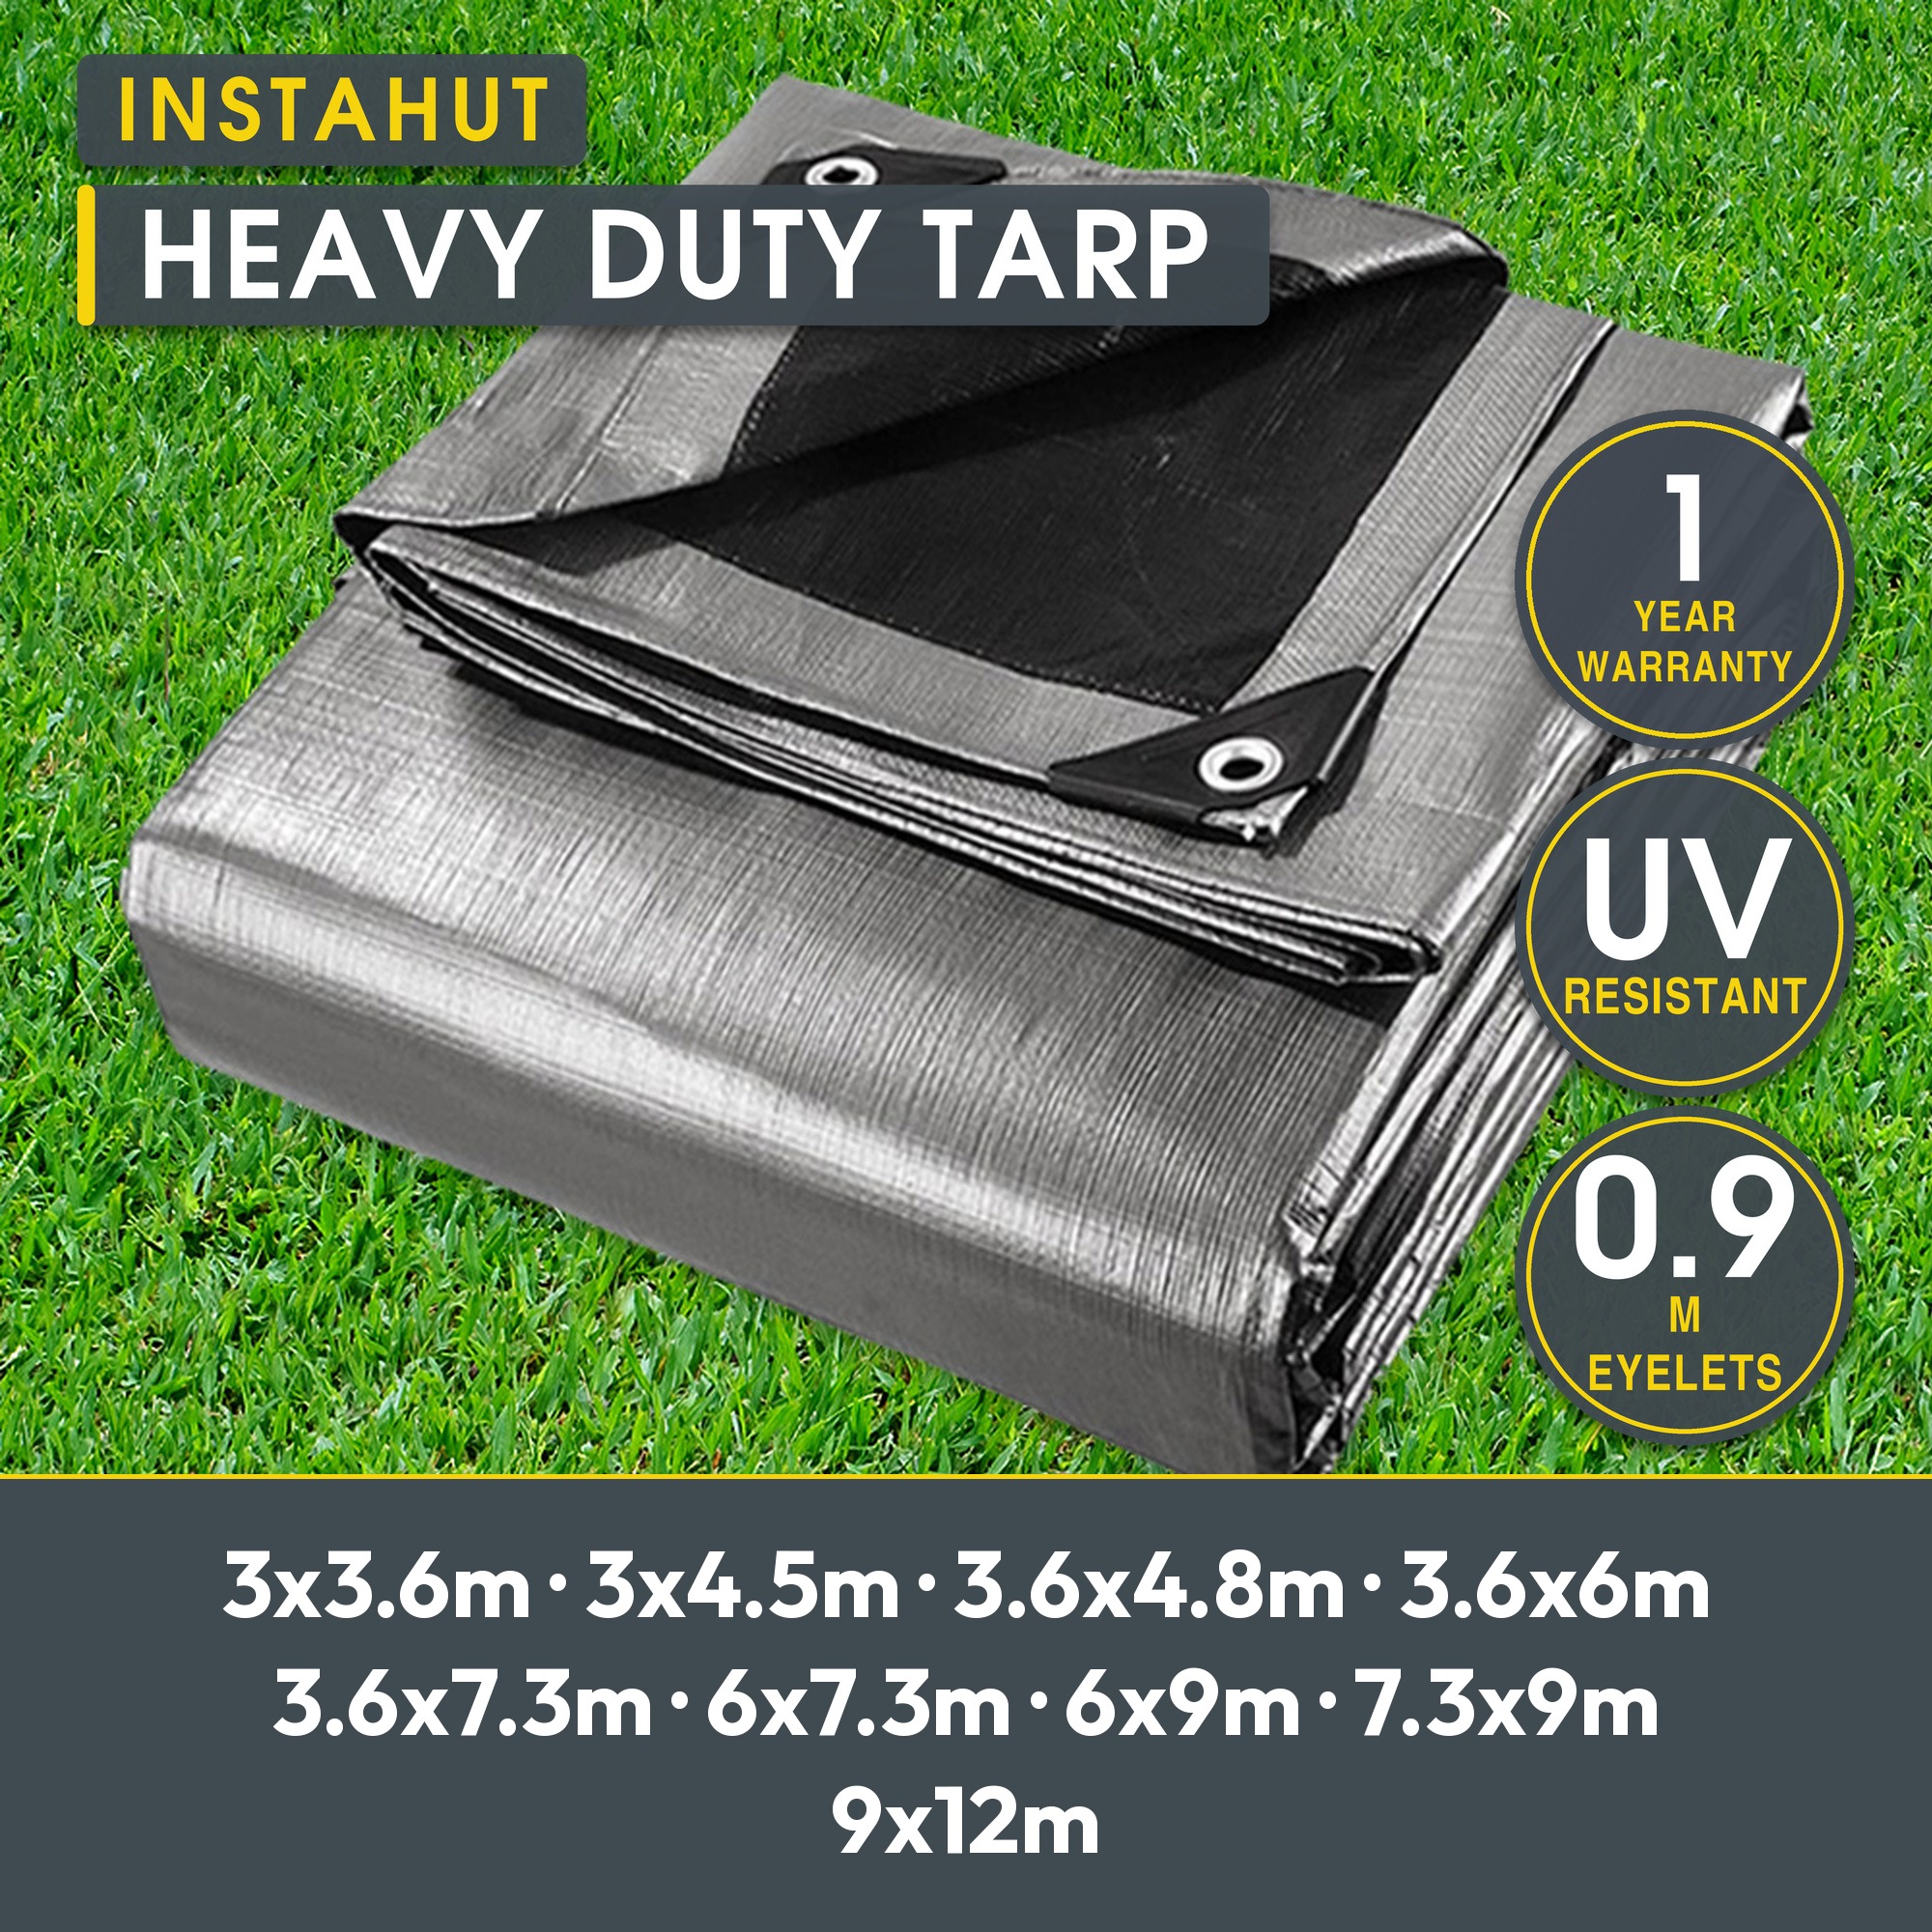 INSTAHUT
HEAVY DUTY TARP
1
YEAR
WARRANTY
UV
RESISTANT
0.9
M
EYELETS
3x3.6m · 3x4.5m · 3.6x4.8m · 3.6x6m
3.6x7.3m · 6x7.3m · 6x9m · 7.3x9m
9x12m